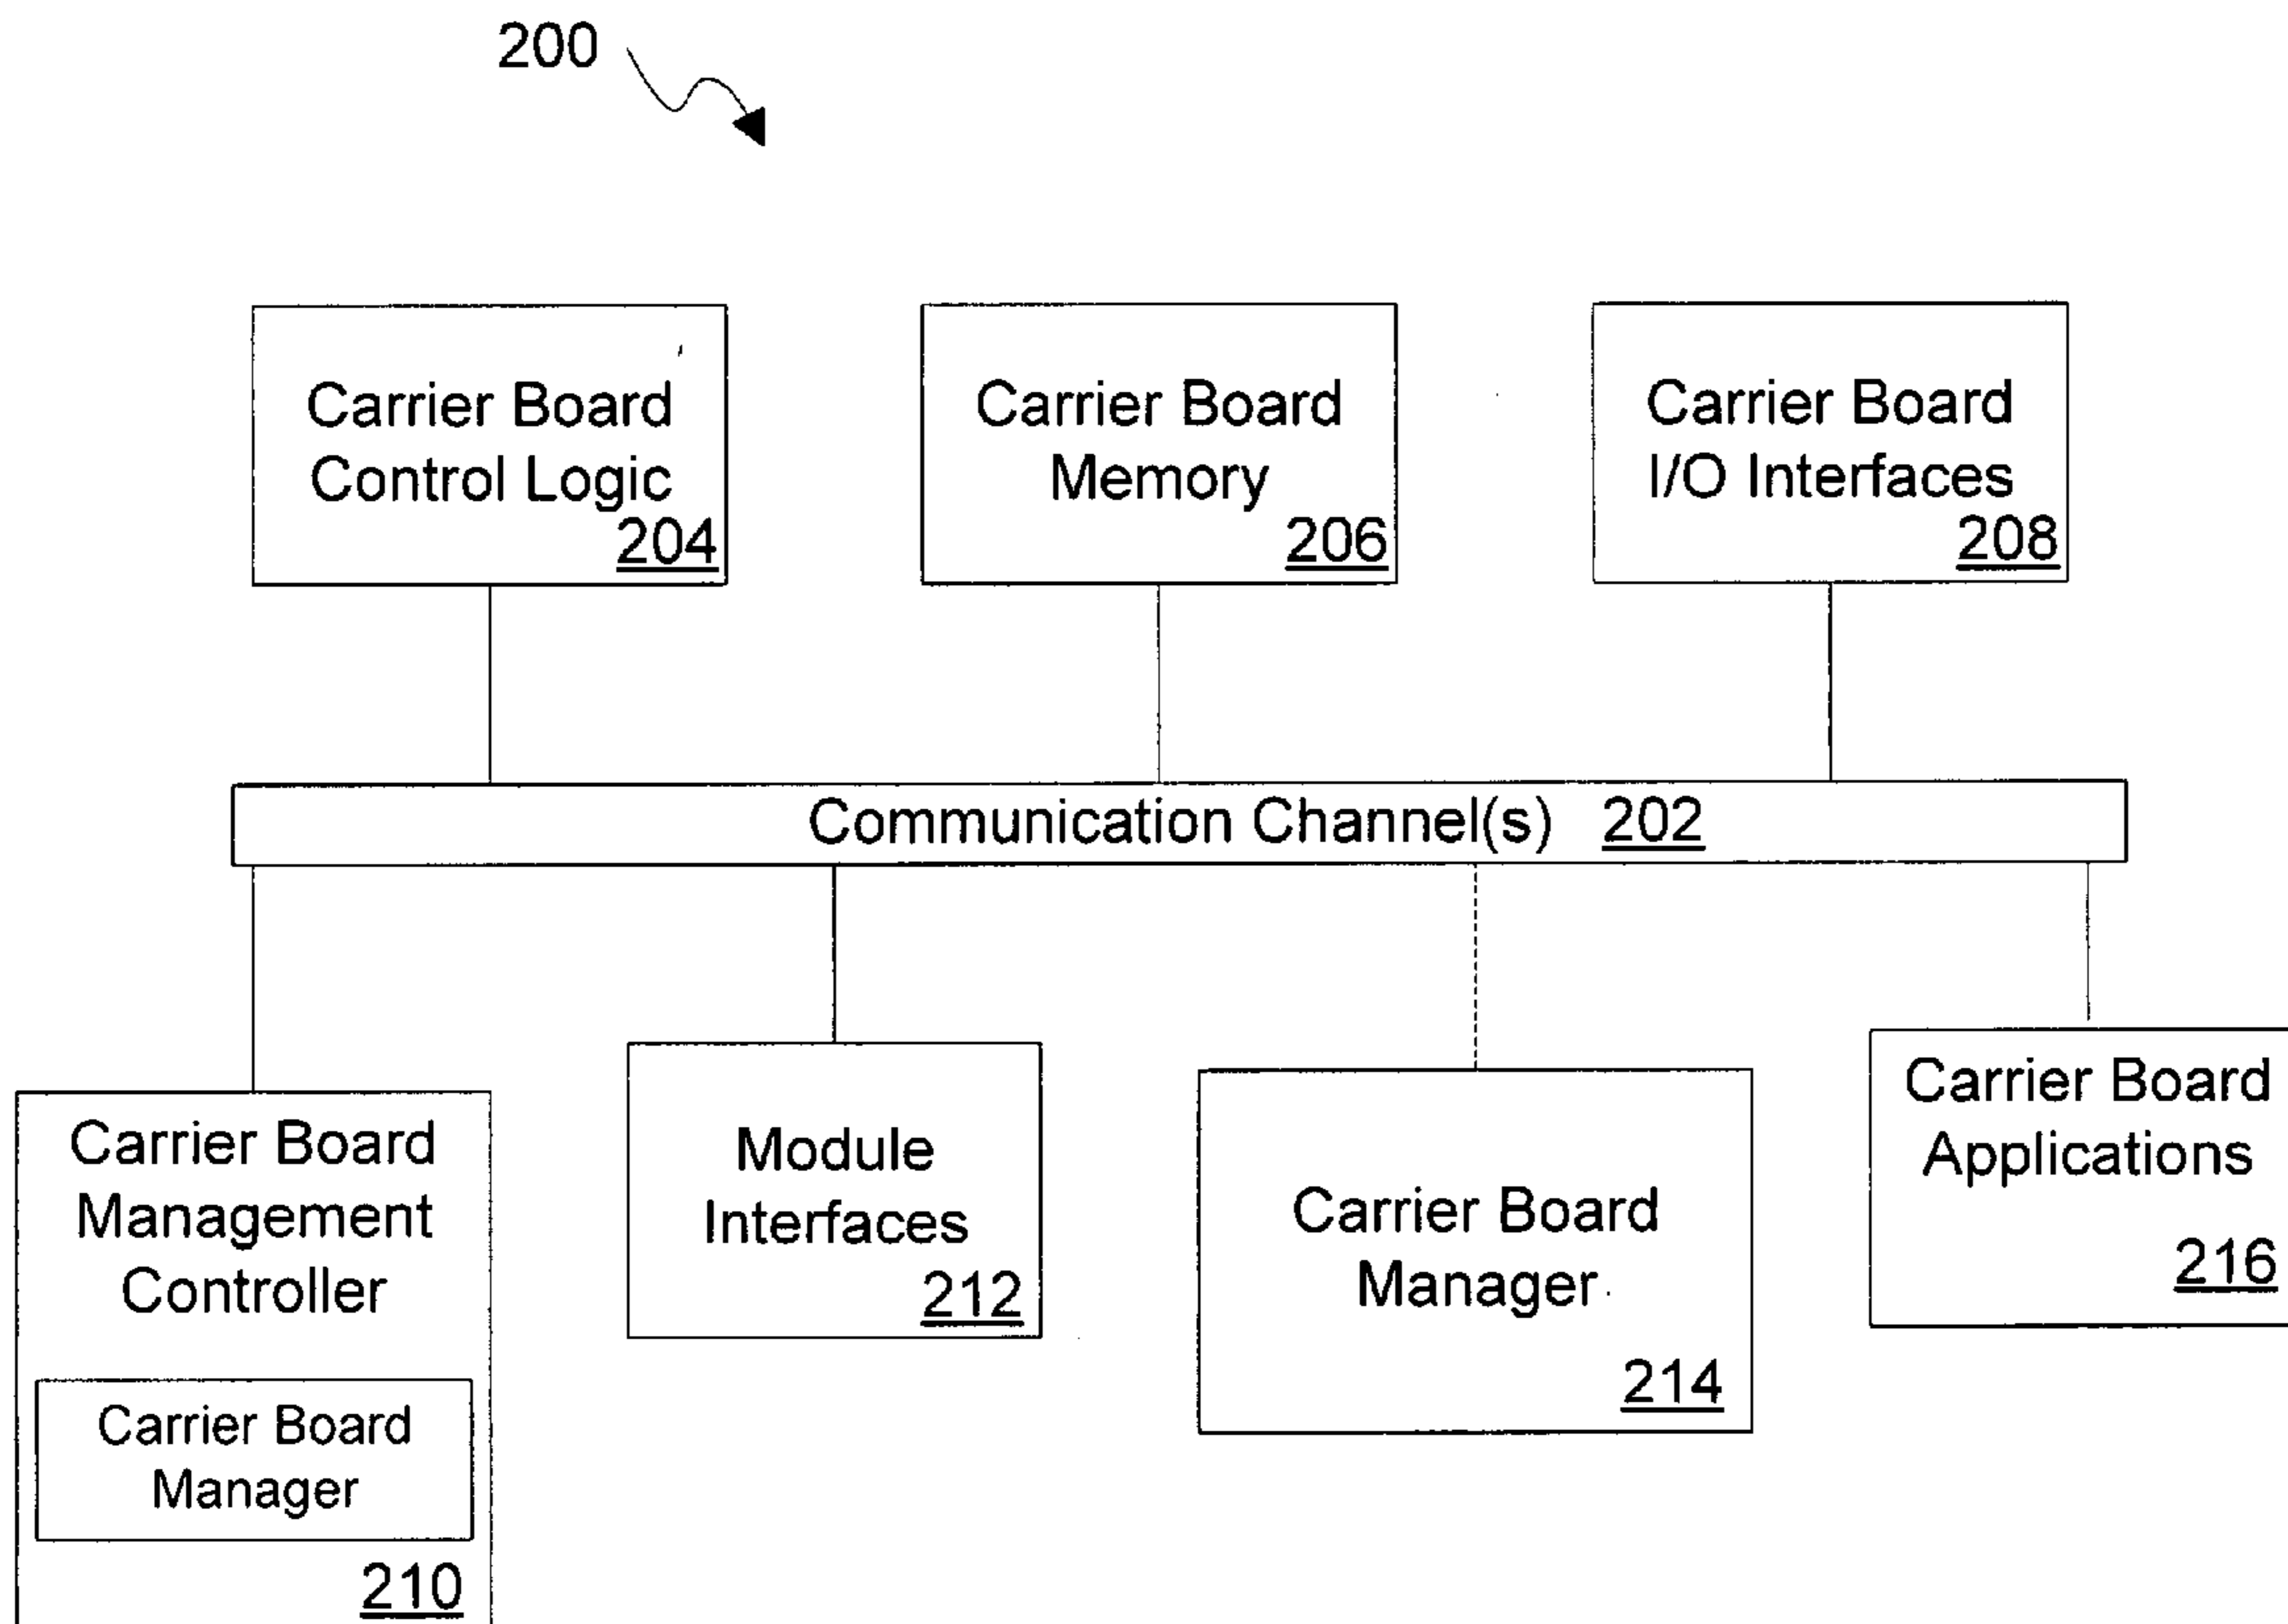 200
Carrier Board
Control Logic
204
Carrier Board
Memory
206
Carrier Board
I/O Interfaces
208
Communication Channel(s) 202
Carrier Board
Management
Controller
Carrier Board
Manager
210
Module
Interfaces
212
Carrier Board
Manager
214
Carrier Board
Applications
216